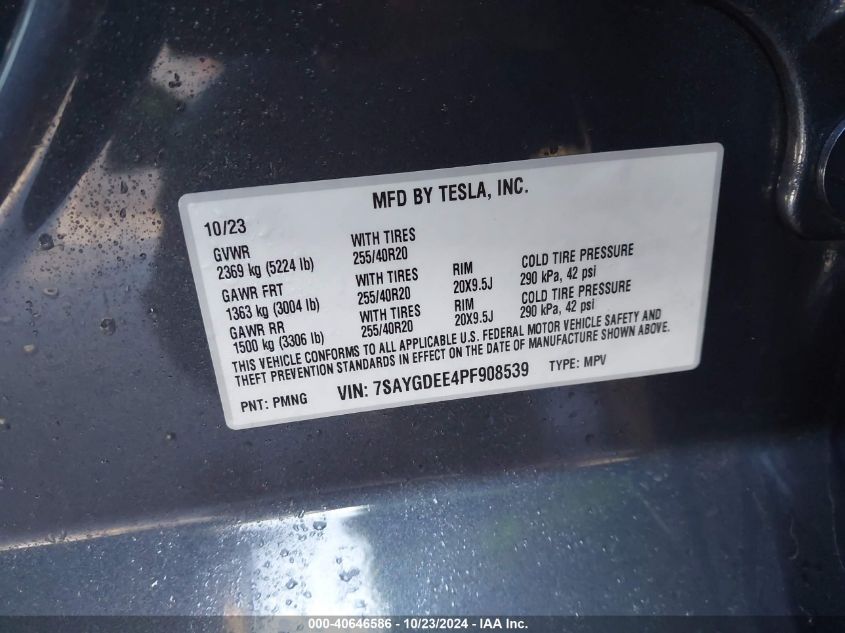 MFD BY TESLA, INC.
10/23
GVWR WITH TIRES
2369 kg (5224 lb) 255/40R20
GAWR FRT WITH TIRES RIM COLD TIRE PRESSURE
1363 kg (3004 lb) 255/40R20 20X9.5J 290 kPa, 42 psi
GAWR RR WITH TIRES RIM COLD TIRE PRESSURE
1500 kg (3306 lb) 255/40R20 20X9.5J 290 kPa, 42 psi
THIS VEHICLE CONFORMS TO ALL APPLICABLE U.S. FEDERAL MOTOR VEHICLE SAFETY AND
THEFT PREVENTION STANDARDS IN EFFECT ON THE DATE OF MANUFACTURE SHOWN ABOVE.
PNT: PMNG VIN: 7SAYGDEE4PF908539 TYPE: MPV
000-40646586 - 10/23/2024 - IAA Inc.